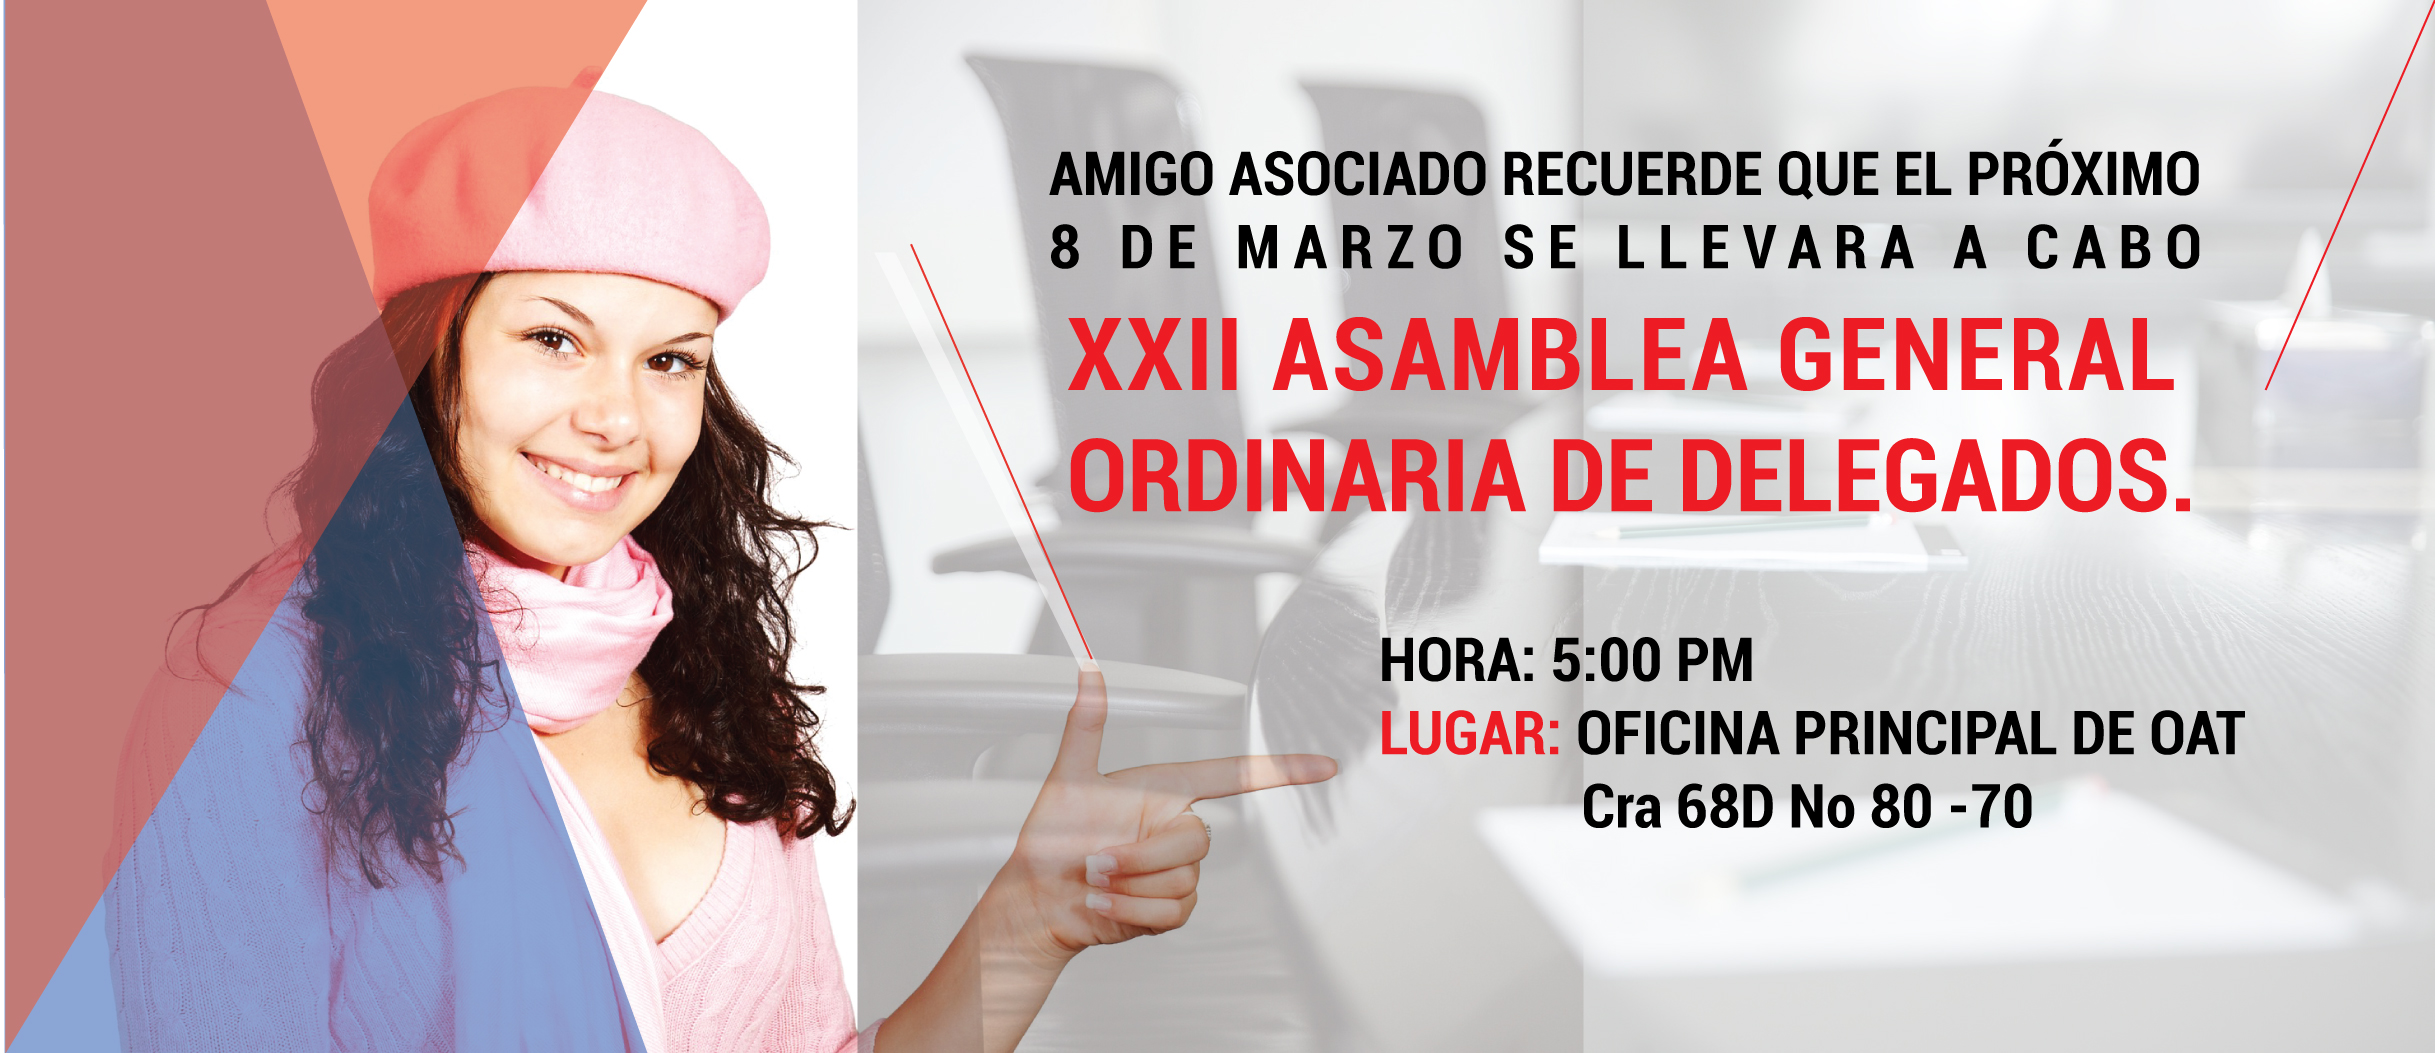 AMIGO ASOCIADO RECUERDE QUE EL PRÓXIMO
8 DE MARZO SE LLEVARA A CABO
XXII ASAMBLEA GENERAL
ORDINARIA DE DELEGADOS.
HORA: 5:00 PM
LUGAR: OFICINA PRINCIPAL DE OAT
Cra 68D No 80 -70